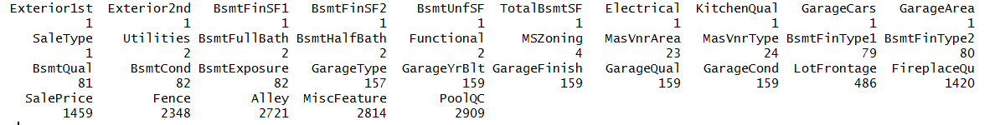 Exterior1st Exterior2nd BsmtFinSF1 BsmtFinSF2 BsmtUnfSF TotalBsmtSF Electrical KitchenQual GarageCars GarageArea
1 1 1 1 1 1 1 1 1 1
SaleType Utilities BsmtFullBath BsmtHalfBath Functional MSZoning MasVnrArea MasVnrType BsmtFinType1 BsmtFinType2
1 2 2 2 2 4 23 24 79 80
BsmtQual BsmtCond BsmtExposure GarageType GarageYrBlt GarageFinish GarageQual GarageCond LotFrontage FireplaceQu
81 82 82 157 159 159 159 159 486 1420
SalePrice Fence Alley MiscFeature PoolQC
1459 2348 2721 2814 2909